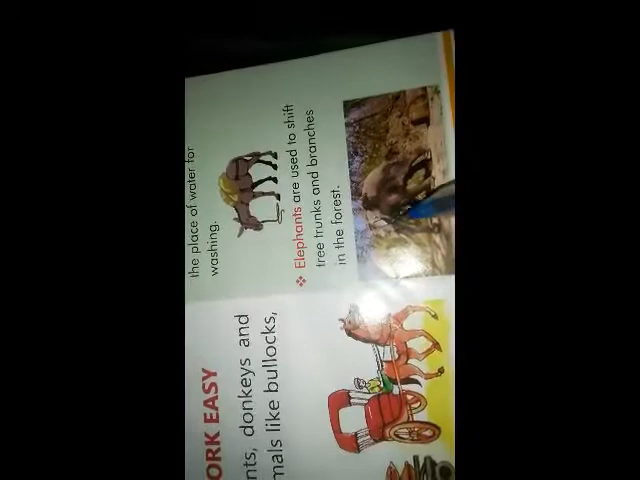 ORK EASY
nts, donkeys and
mals like bullocks,
the place of water for
washing.
❖ Elephants are used to shift
tree trunks and branches
in the forest.